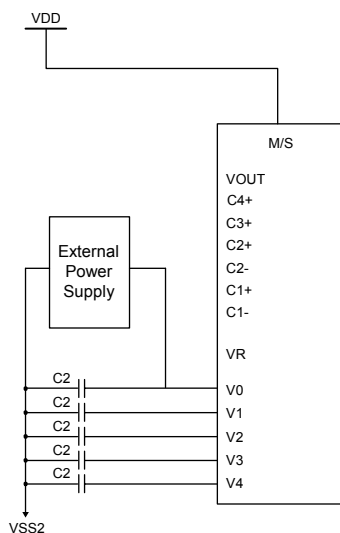 VDD
M/S
VOUT
C4+
C3+
C2+
C2-
C1+
C1-
External
Power
Supply
VR
C2
V0
C2
V1
C2
V2
C2
V3
C2
V4
VSS2